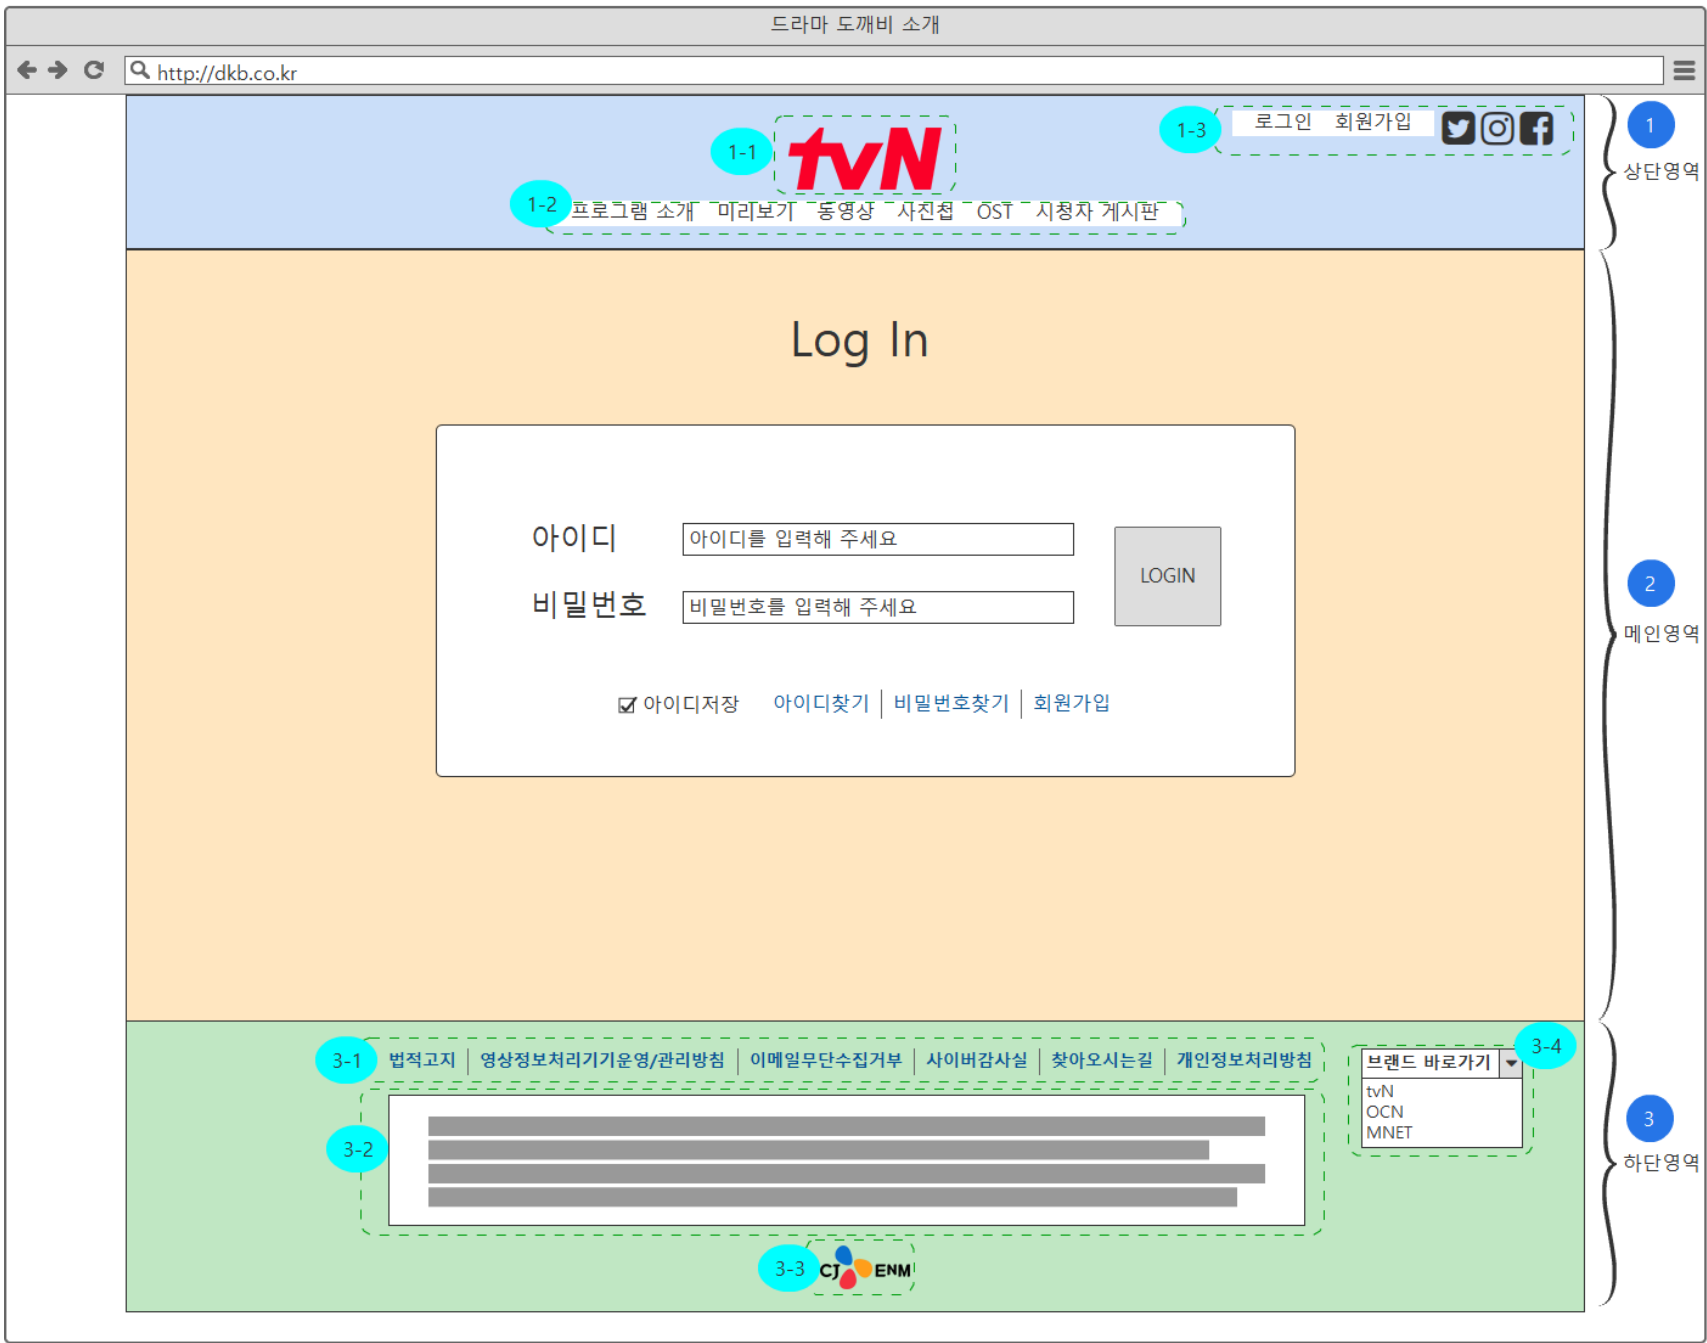 드라마 도깨비 소개
http://dkb.co.kr
1-3 로그인 회원가입
1
상단영역
1-1 tvN
1-2 프로그램 소개 미리보기 동영상 사진첩 OST 시청자 게시판
Log In
아이디 아이디를 입력해 주세요
LOGIN
비밀번호 비밀번호를 입력해 주세요
2
메인영역
아이디저장 아이디찾기 비밀번호찾기 회원가입
3-1 법적고지 영상정보처리기기운영/관리방침 이메일무단수집거부 사이버감사실 찾아오시는길 개인정보처리방침
브랜드 바로가기 3-4
tvN
OCN
MNET
3
하단영역
3-2
3-3 CJ ENM